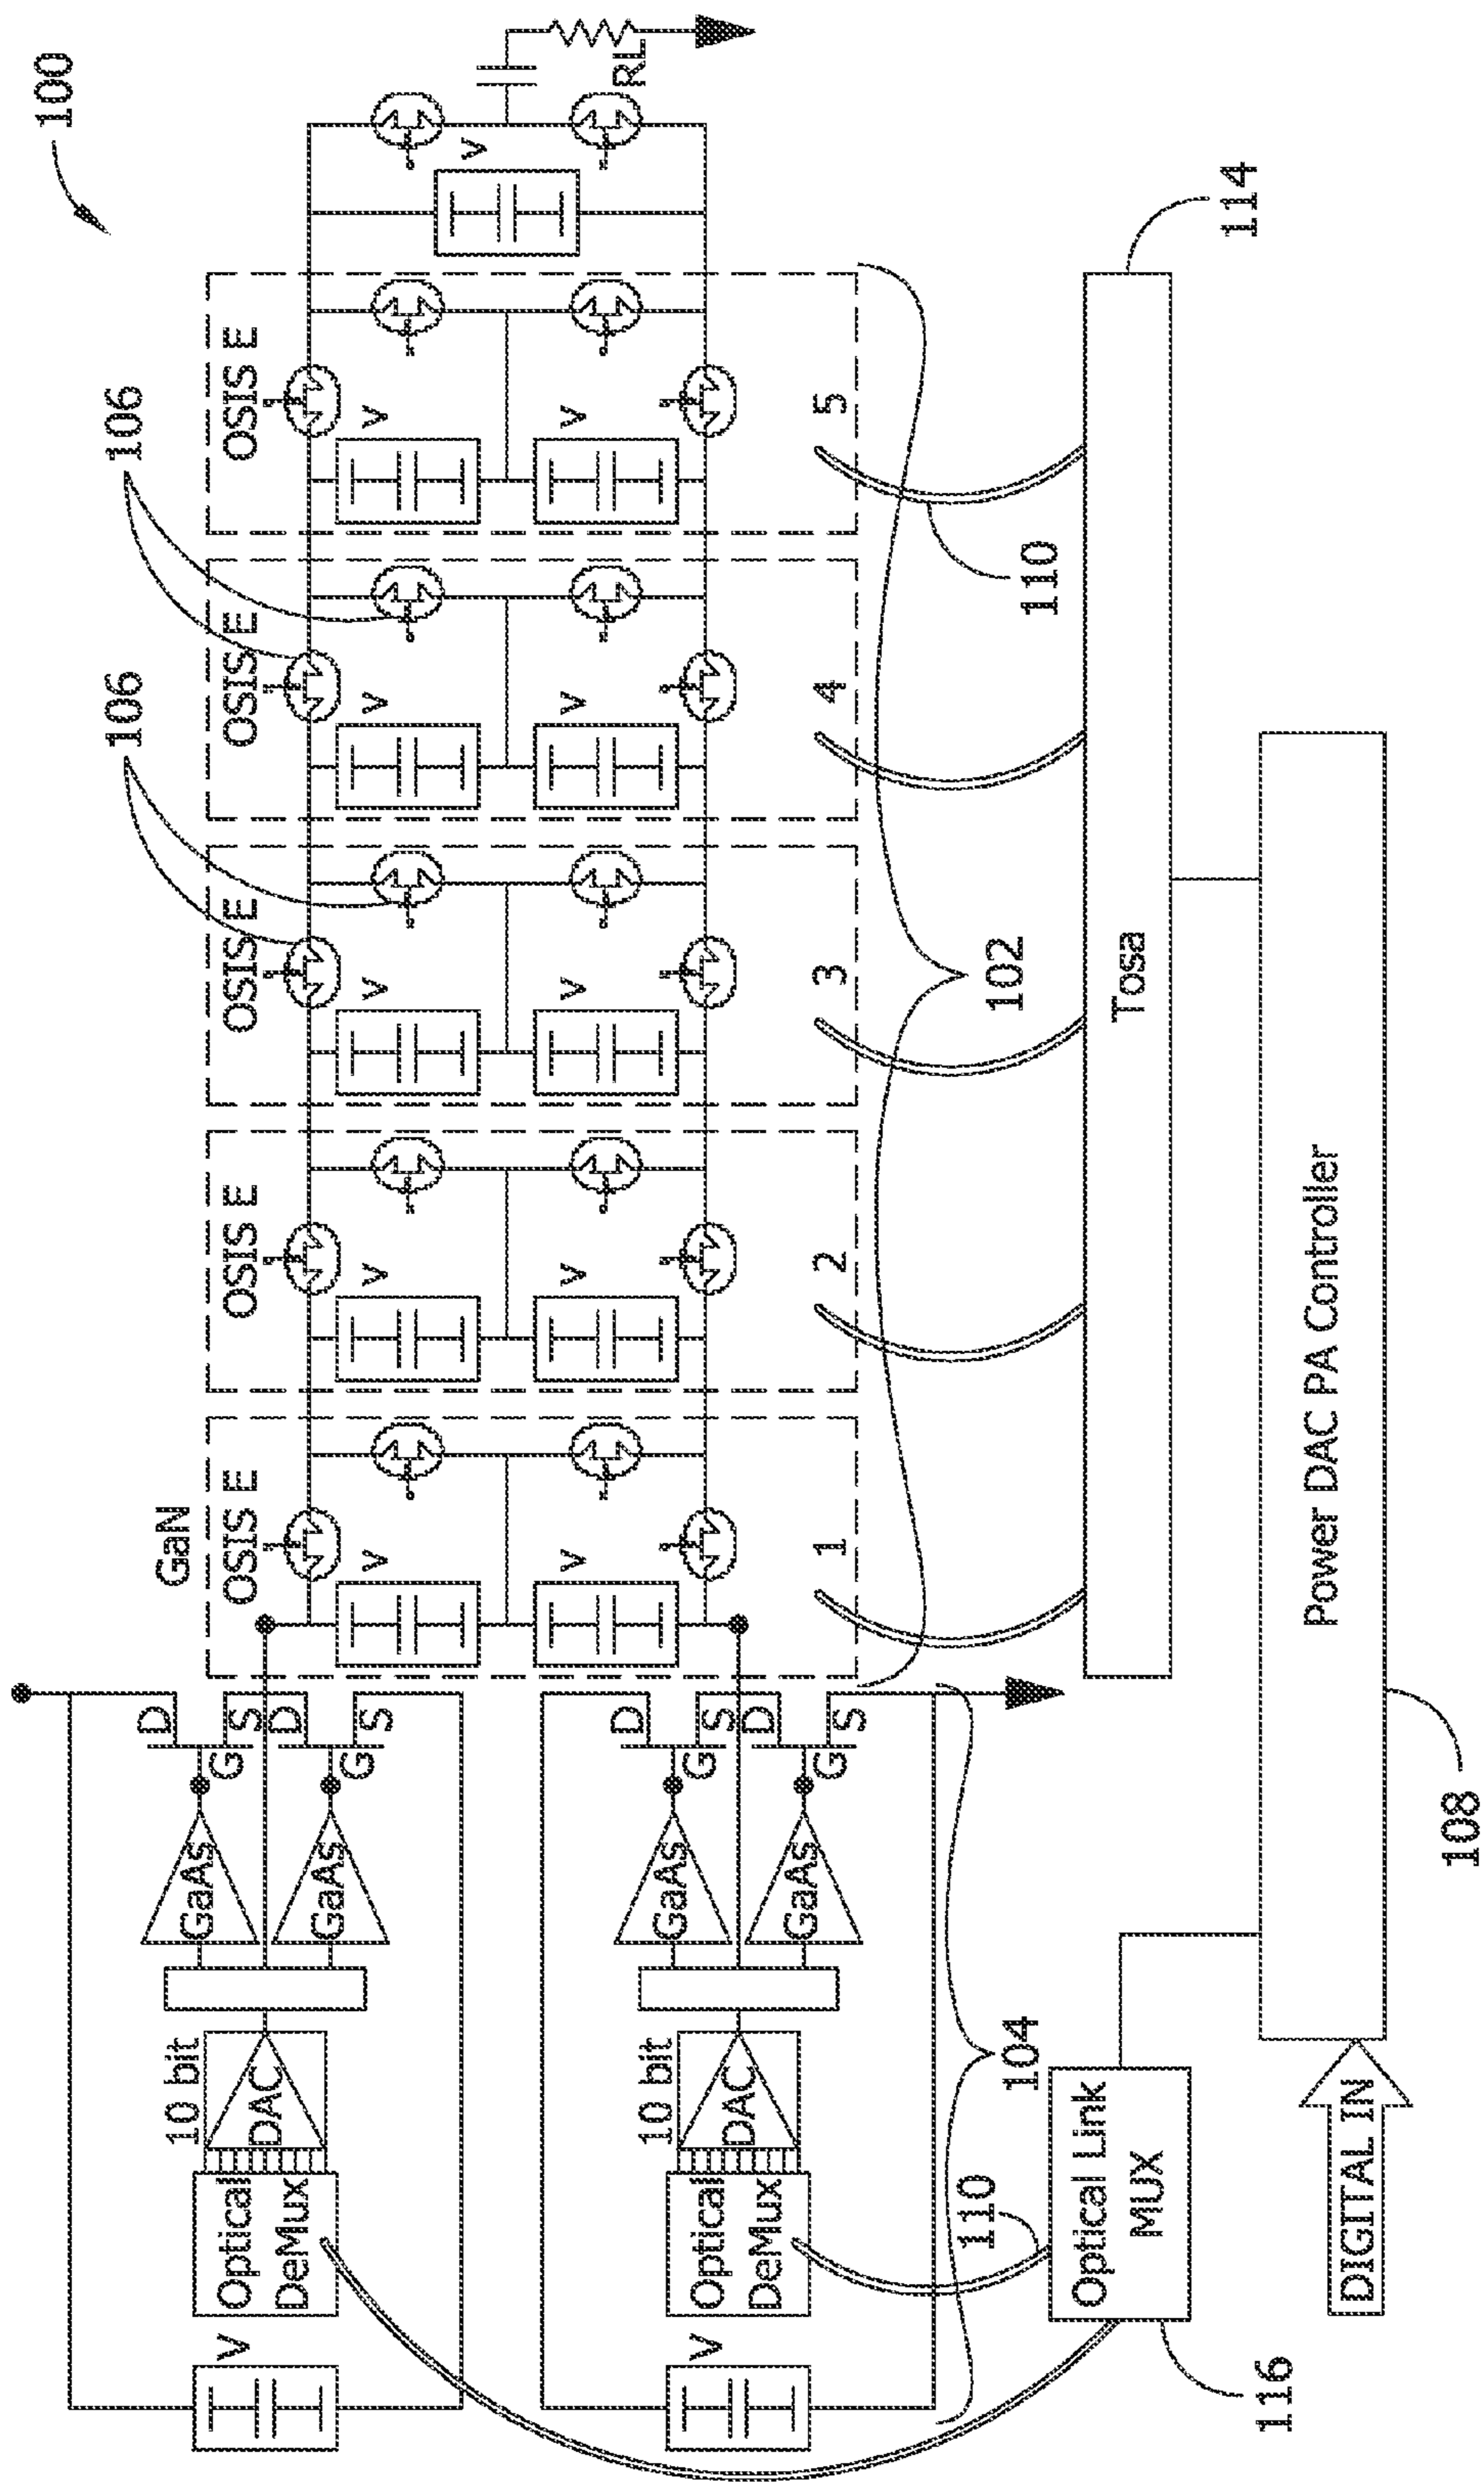 100
106
106
GaN
OSIS E
OSIS E
OSIS E
OSIS E
OSIS E
V
V
V
V
V
V
V
V
V
V
V
RL
1
2
3
4
5
D
G
S
D
G
S
GaAs
GaAs
10 bit
DAC
Optical
DeMux
V
D
G
S
D
G
S
GaAs
GaAs
10 bit
DAC
Optical
DeMux
V
102
104
110
110
Tosa
114
Optical Link
MUX
116
Power DAC PA Controller
108
DIGITAL IN